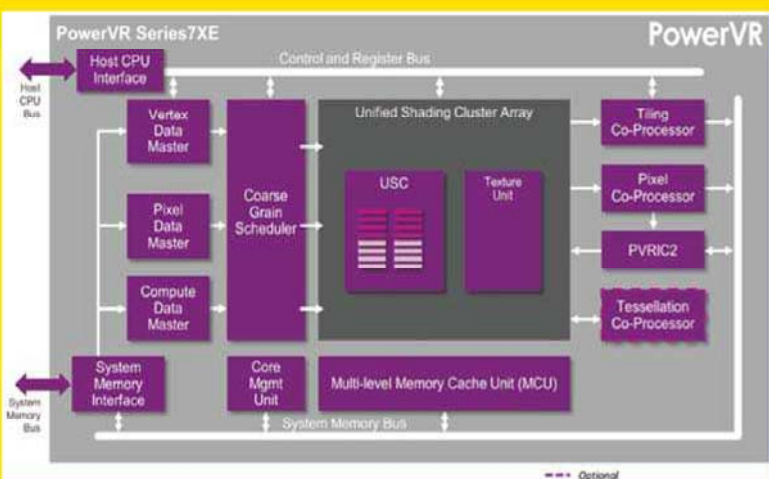 PowerVR Series7XE
PowerVR
Host CPU
Interface
Control and Register Bus
Host
CPU
Bus
Vertex
Data
Master
Unified Shading Cluster Array
Tiling
Co-Processor
Coarse
Grain
Scheduler
USC
Texture
Unit
Pixel
Co-Processor
Pixel
Data
Master
PVRIC2
Compute
Data
Master
Tessellation
Co-Processor
System
Memory
Interface
Core
Mgmt
Unit
Multi-level Memory Cache Unit (MCU)
System
Memory
Bus
System Memory Bus
Optional